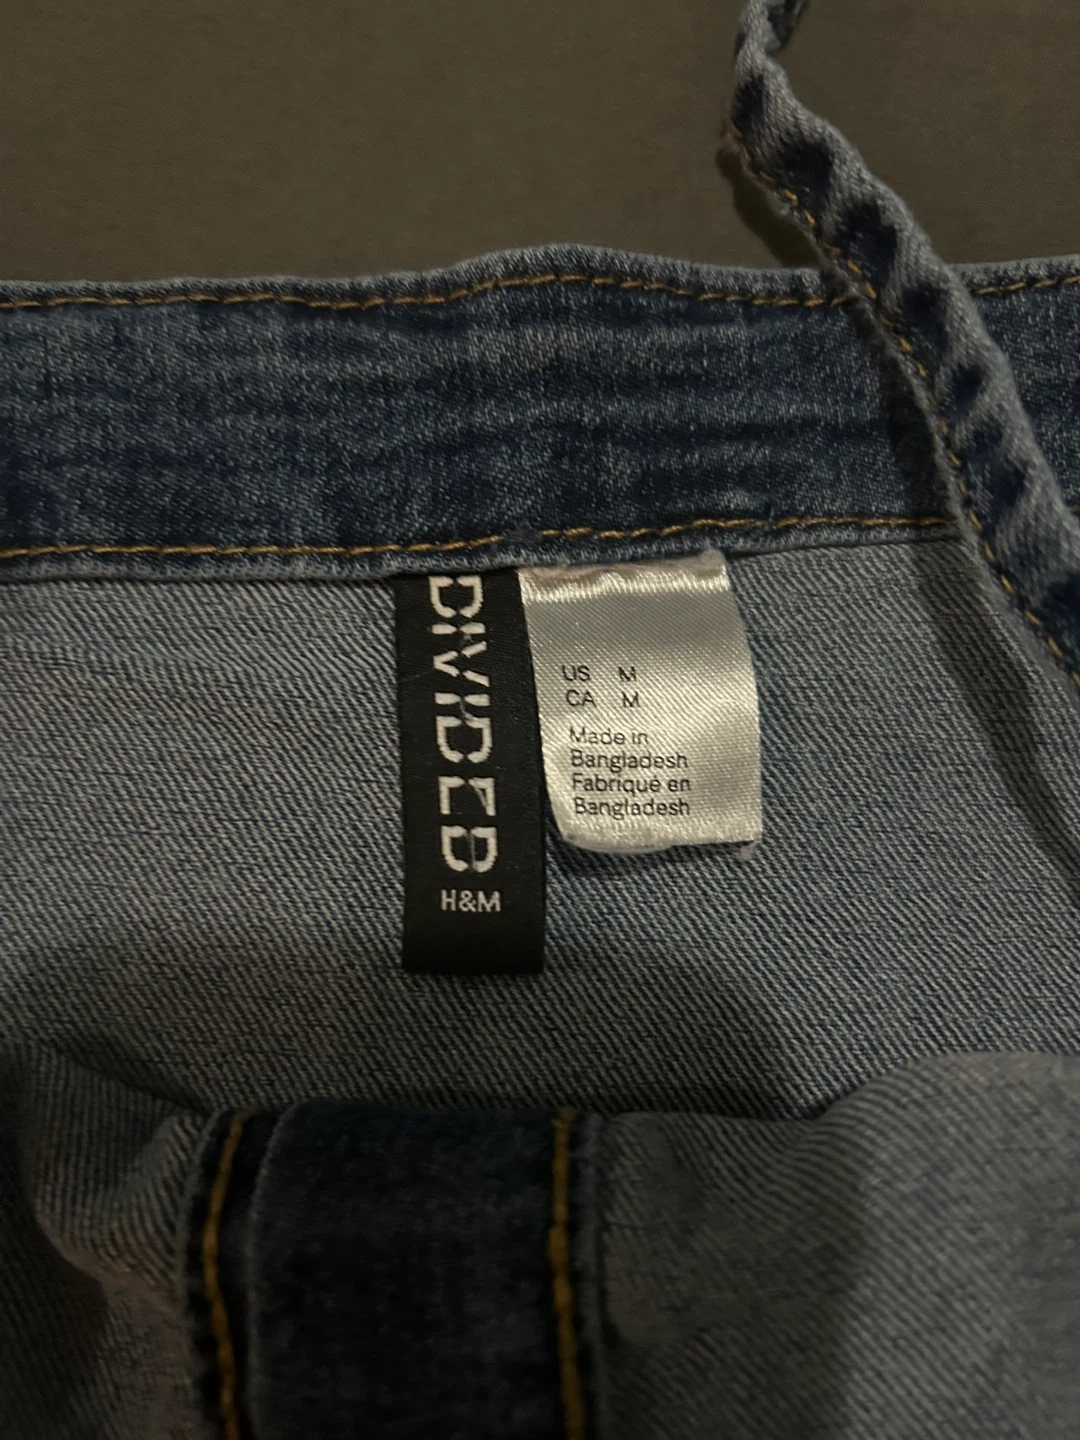 DIVIDED
H&M
US M
CA M
Made in
Bangladesh
Fabriqué en
Bangladesh